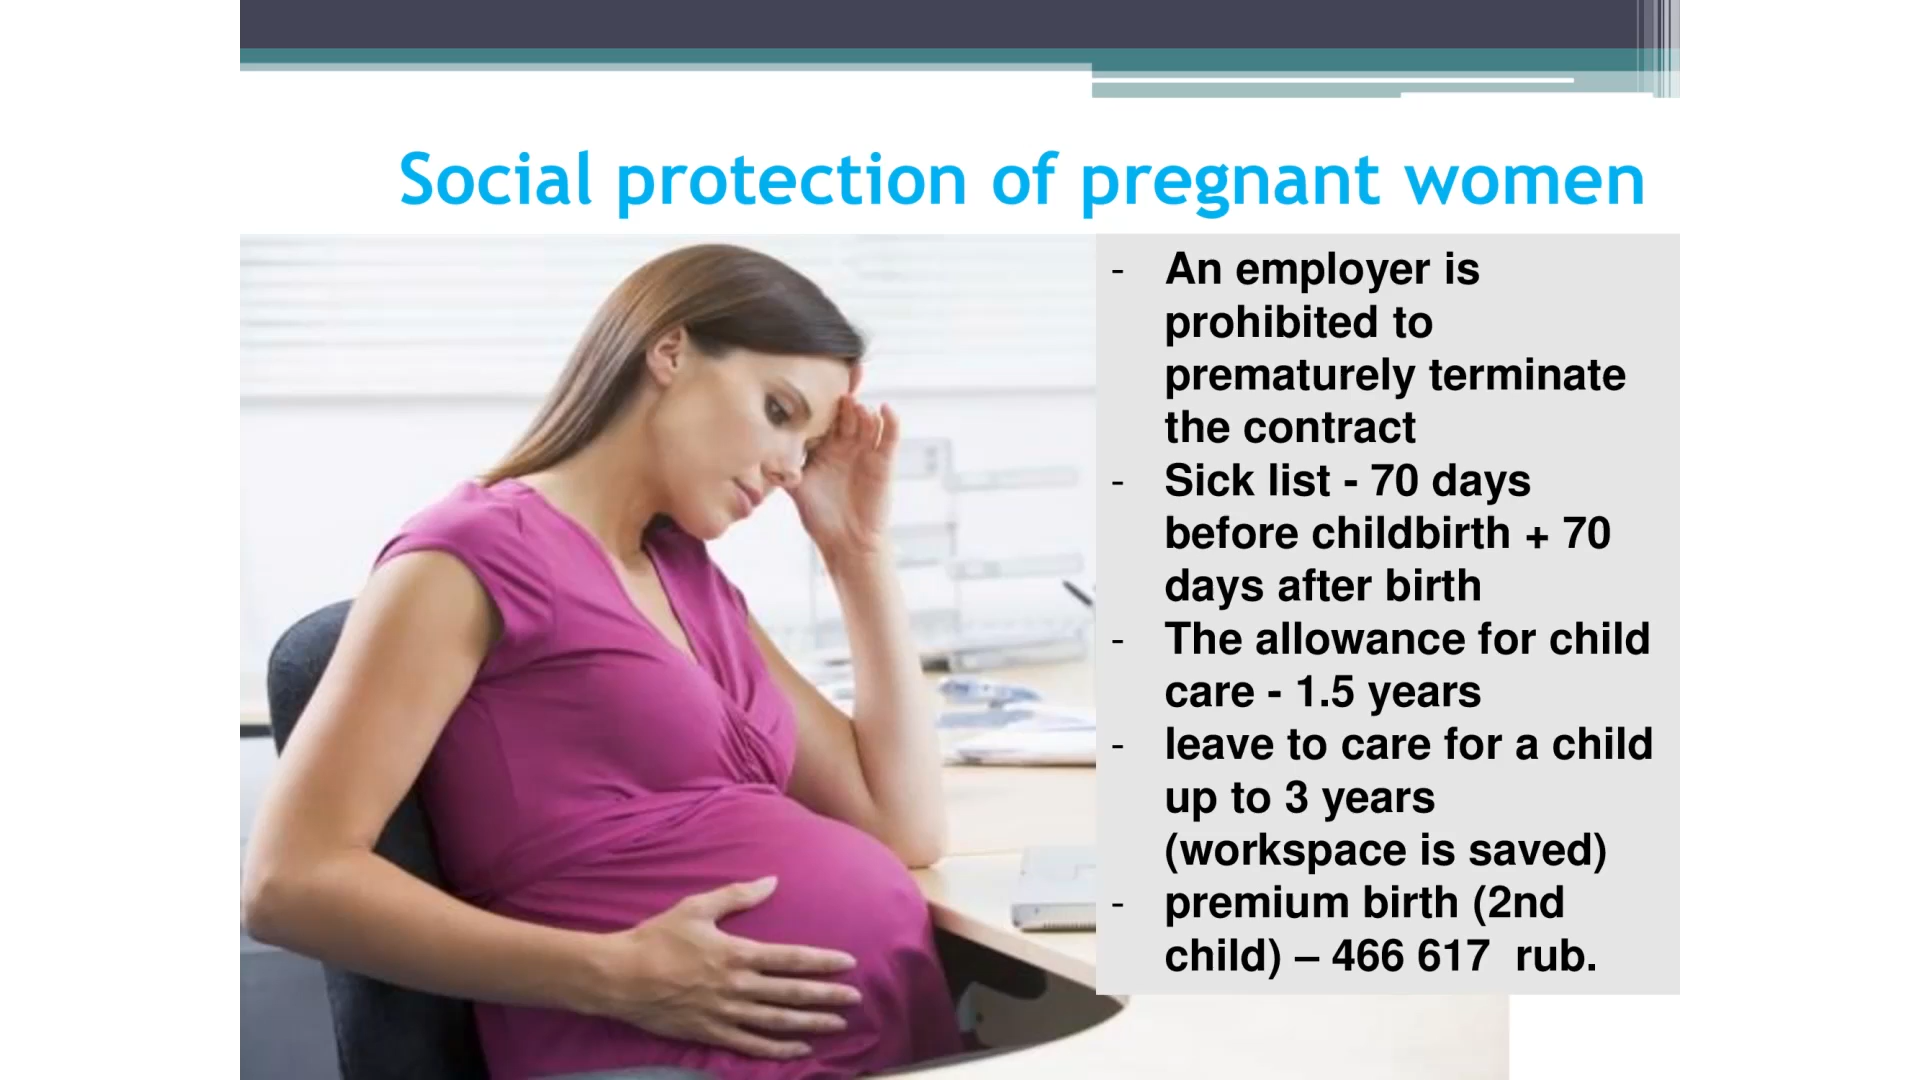 Social protection of pregnant women
- An employer is
prohibited to
prematurely terminate
the contract
- Sick list - 70 days
before childbirth + 70
days after birth
- The allowance for child
care - 1.5 years
- leave to care for a child
up to 3 years
(workspace is saved)
- premium birth (2nd
child) – 466 617 rub.